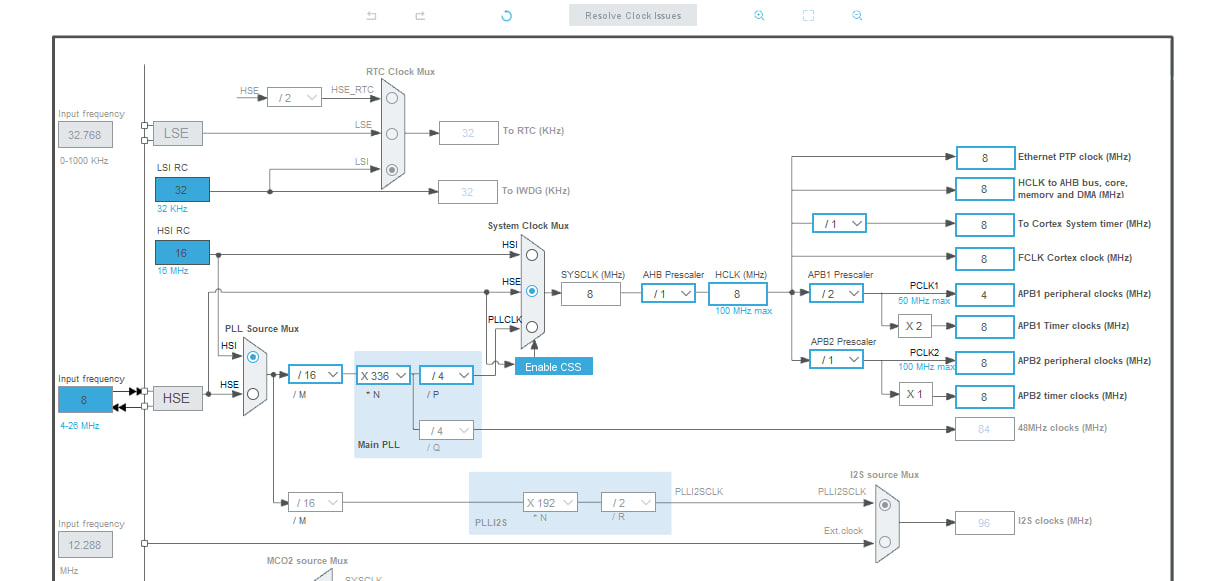 Resolve Clock Issues
RTC Clock Mux
HSE
/ 2
HSE_RTC
Input frequency
32.768
0-1000 KHz
LSE
LSE
32
To RTC (KHz)
LSI RC
LSI
32
32 KHz
32
To IWDG (KHz)
HSI RC
16
16 MHz
System Clock Mux
HSI
HSE
PLLCLK
SYSCLK (MHz)
8
AHB Prescaler
/ 1
HCLK (MHz)
8
100 MHz max
Enable CSS
8
Ethernet PTP clock (MHz)
8
HCLK to AHB bus, core,
memory and DMA (MHz)
/ 1
8
To Cortex System timer (MHz)
8
FCLK Cortex clock (MHz)
APB1 Prescaler
/ 2
PCLK1
50 MHz max
4
APB1 peripheral clocks (MHz)
X 2
8
APB1 Timer clocks (MHz)
APB2 Prescaler
/ 1
PCLK2
100 MHz max
8
APB2 peripheral clocks (MHz)
X 1
8
APB2 timer clocks (MHz)
84
48MHz clocks (MHz)
PLL Source Mux
HSI
HSE
Input frequency
8
4-26 MHz
HSE
/ 16
/ M
X 336
* N
/ 4
/ P
/ 4
/ Q
Main PLL
/ 16
/ M
X 192
* N
/ 2
/ R
PLLI2S
PLLI2SCLK
I2S source Mux
PLLI2SCLK
Ext.clock
96
I2S clocks (MHz)
Input frequency
12.288
MHz
MCO2 source Mux
SYSCLK